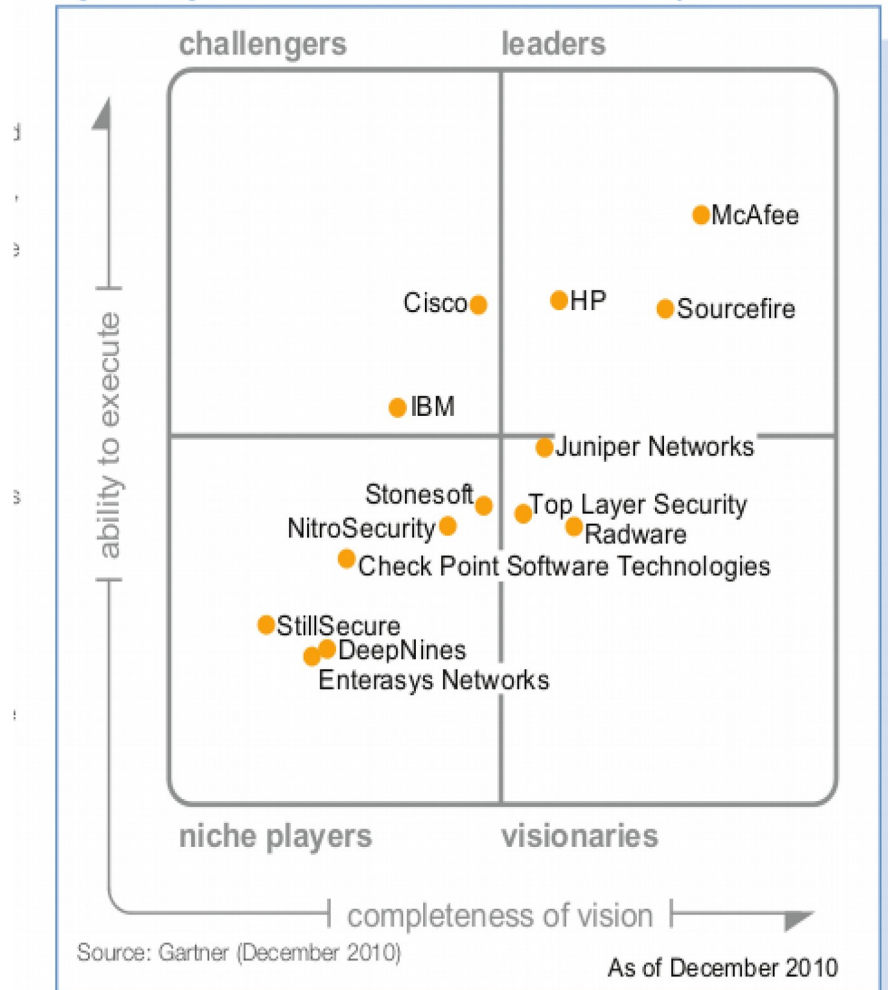 challengers
leaders
McAfee
Cisco
HP
Sourcefire
IBM
Juniper Networks
Stonesoft
Top Layer Security
NitroSecurity
Radware
Check Point Software Technologies
StillSecure
DeepNines
Enterasys Networks
ability to execute
niche players
visionaries
completeness of vision
Source: Gartner (December 2010)
As of December 2010